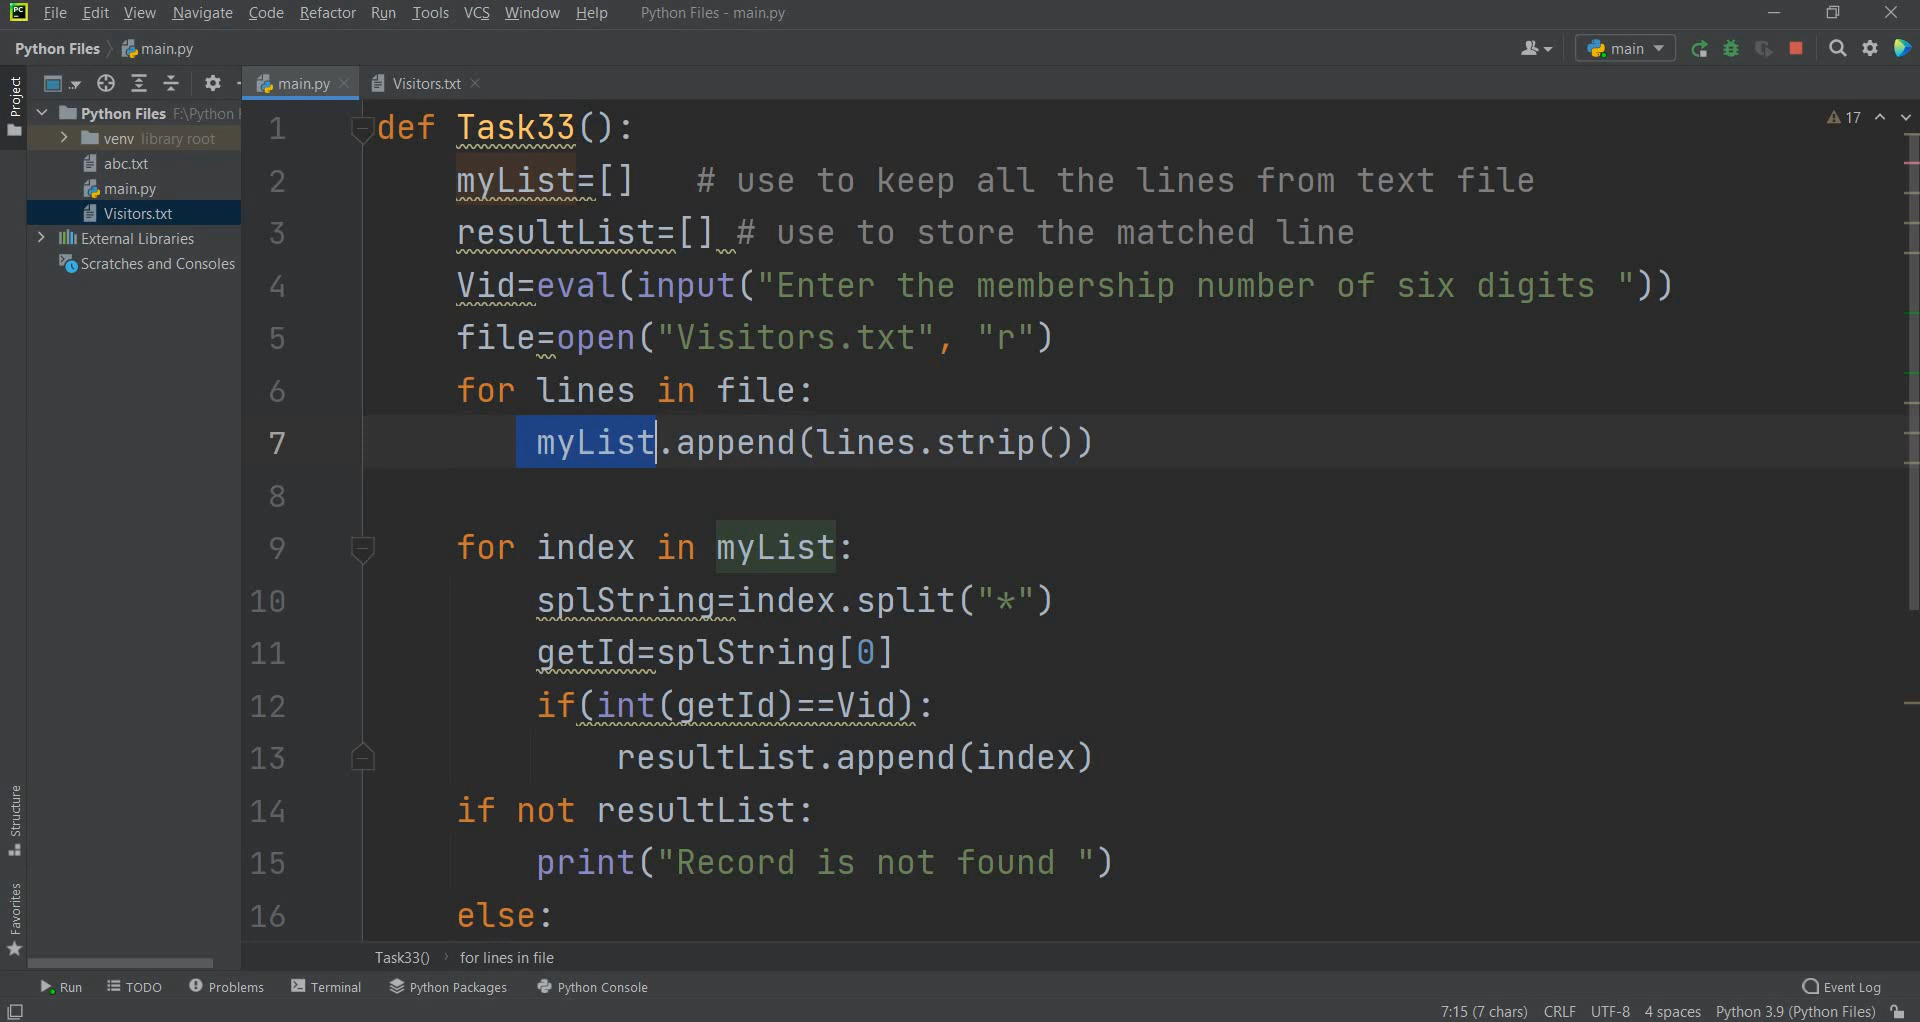 PC File Edit View Navigate Code Refactor Run Tools VCS Window Help Python Files - main.py
Python Files main.py main
Project main.py Visitors.txt
Python Files F:\Python
venv library root
abc.txt
main.py
Visitors.txt
External Libraries
Scratches and Consoles
17
1 def Task33():
2 myList=[] # use to keep all the lines from text file
3 resultList=[] # use to store the matched line
4 Vid=eval(input("Enter the membership number of six digits "))
5 file=open("Visitors.txt", "r")
6 for lines in file:
7 myList.append(lines.strip())
8
9 for index in myList:
10 splString=index.split("*")
11 getId=splString[0]
12 if(int(getId)==Vid):
13 resultList.append(index)
14 if not resultList:
15 print("Record is not found ")
16 else:
Structure
Favorites
Task33() for lines in file
Run TODO Problems Terminal Python Packages Python Console Event Log
7:15 (7 chars) CRLF UTF-8 4 spaces Python 3.9 (Python Files)